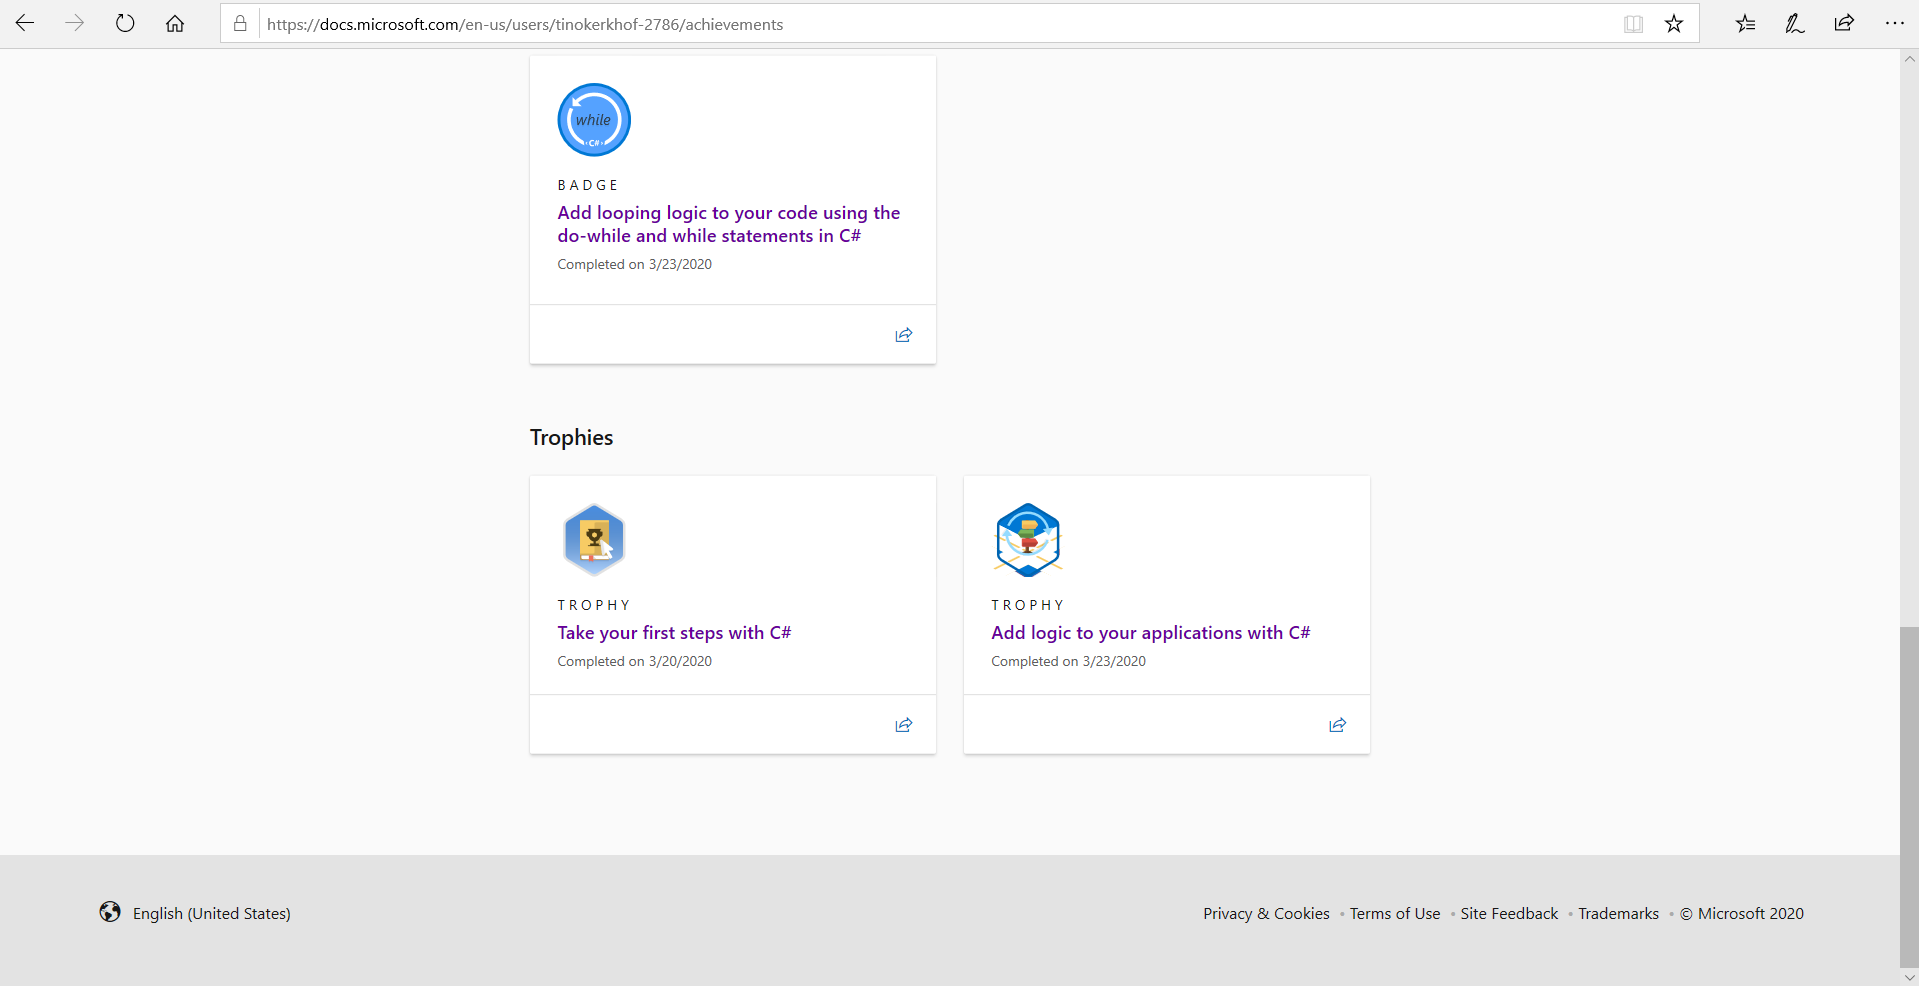 https://docs.microsoft.com/en-us/users/tinokerkhof-2786/achievements
while
C#
BADGE
Add looping logic to your code using the
do-while and while statements in C#
Completed on 3/23/2020
Trophies
TROPHY
Take your first steps with C#
Completed on 3/20/2020
TROPHY
Add logic to your applications with C#
Completed on 3/23/2020
English (United States)
Privacy & Cookies • Terms of Use • Site Feedback • Trademarks • © Microsoft 2020